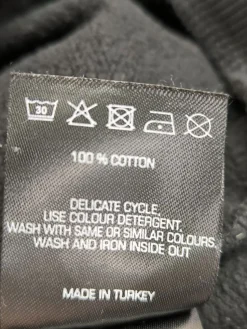 30
100 % COTTON
DELICATE CYCLE,
USE COLOUR DETERGENT,
WASH WITH SAME OR SIMILAR COLOURS,
WASH AND IRON INSIDE OUT
MADE IN TURKEY